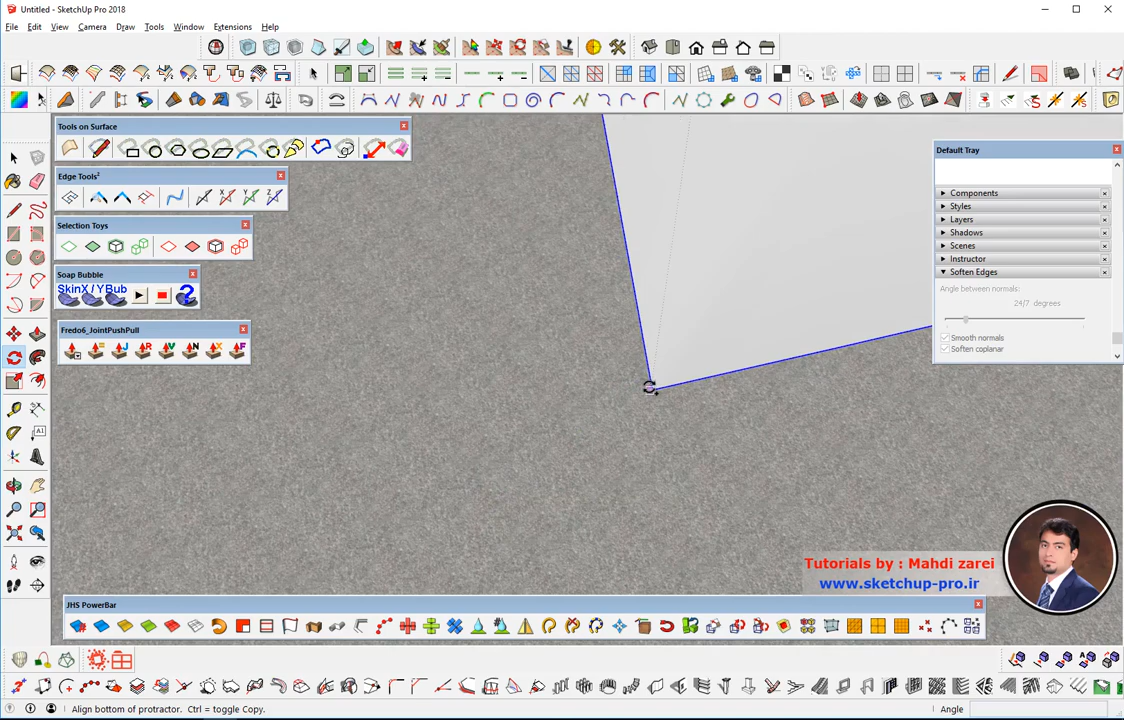 Untitled - SketchUp Pro 2018
File Edit View Camera Draw Tools Window Extensions Help
Tools on Surface
Default Tray
Edge Tools²
Components
Styles
Layers
Selection Toys
Shadows
Scenes
Instructor
Soap Bubble
Soften Edges
SkinX / YBub
Angle between normals:
24/7 degrees
Fredo6_JointPushPull
Smooth normals
Soften coplanar
A1
Tutorials by : Mahdi zarei
www.sketchup-pro.ir
JHS PowerBar
Align bottom of protractor. Ctrl = toggle Copy.
Angle